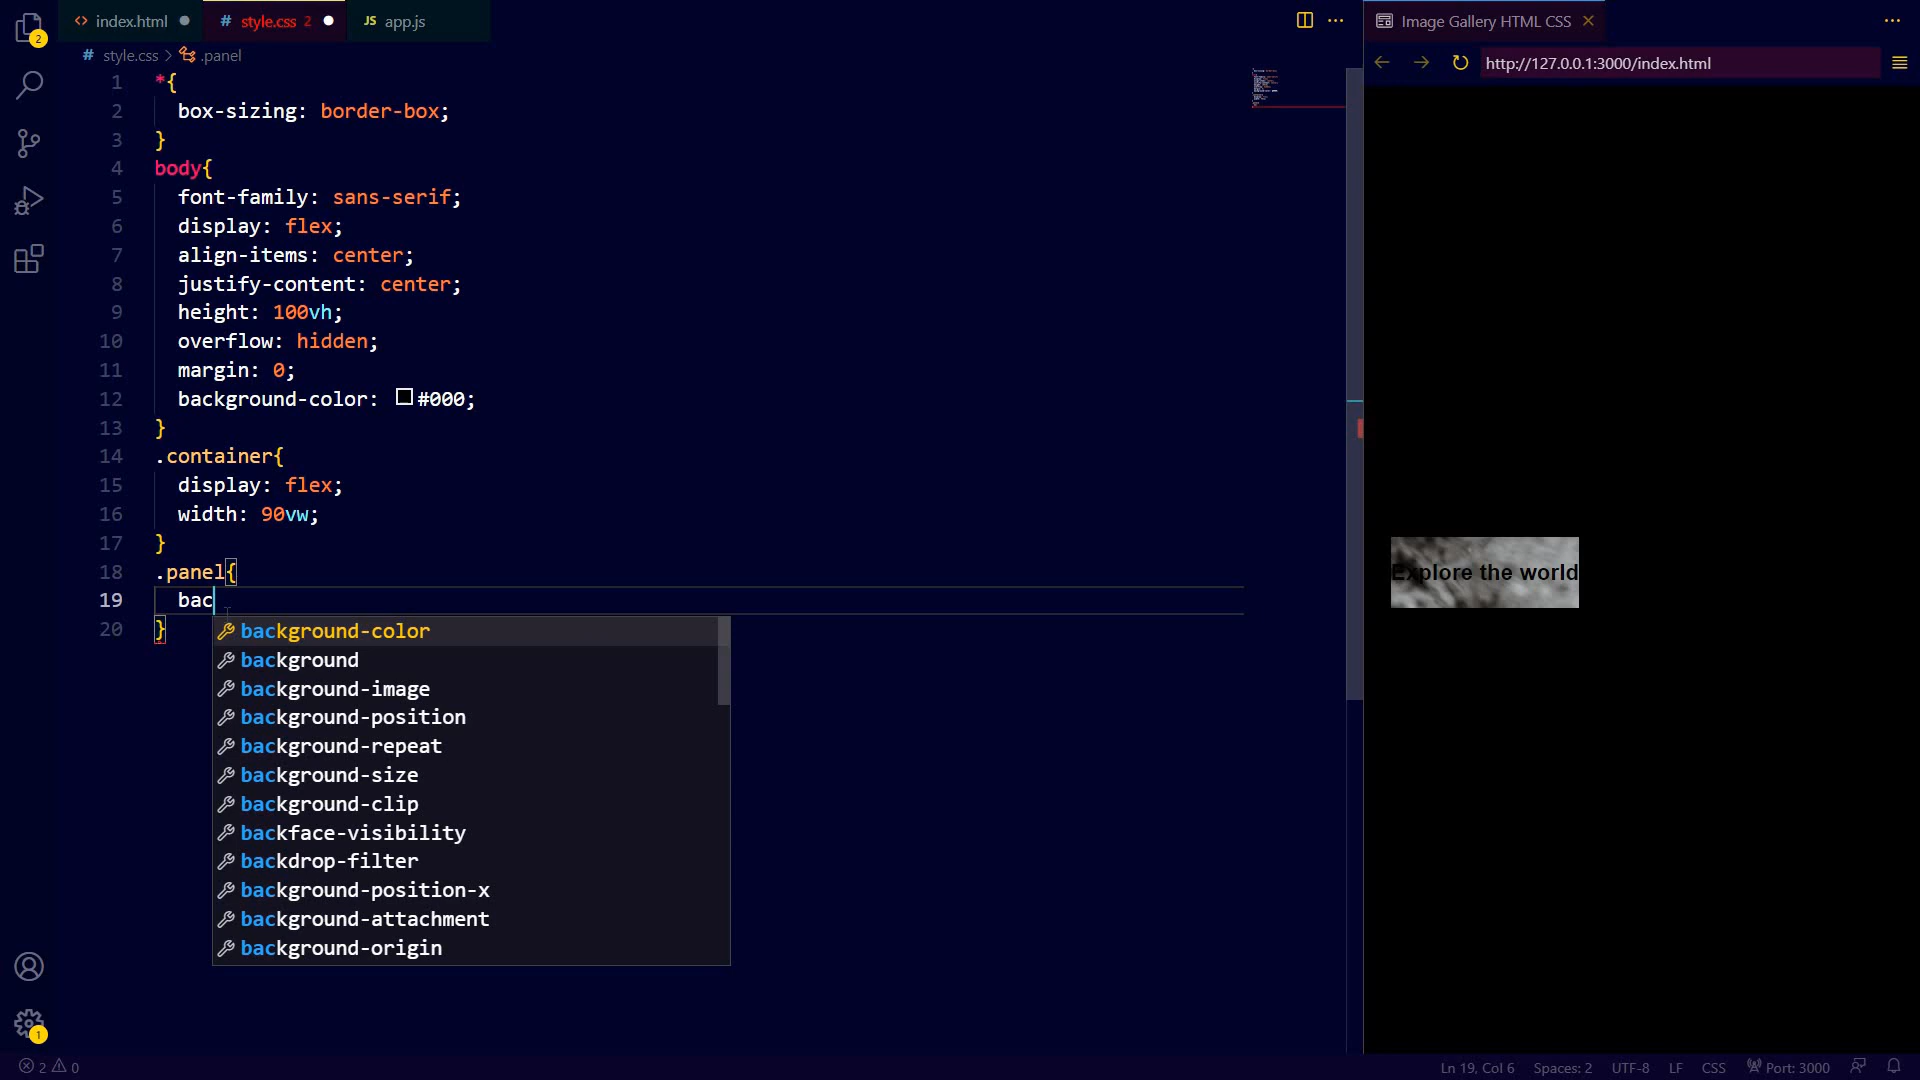 index.html
style.css 2
JS app.js
Image Gallery HTML CSS
# style.css > .panel
http://127.0.0.1:3000/index.html
2
1 *{
2 box-sizing: border-box;
3 }
4 body{
5 font-family: sans-serif;
6 display: flex;
7 align-items: center;
8 justify-content: center;
9 height: 100vh;
10 overflow: hidden;
11 margin: 0;
12 background-color: #000;
13 }
14 .container{
15 display: flex;
16 width: 90vw;
17 }
18 .panel{
19 bac
20 }
background-color
background
background-image
background-position
background-repeat
background-size
background-clip
backface-visibility
backdrop-filter
background-position-x
background-attachment
background-origin
Explore the world
1
2 0
Ln 19, Col 6 Spaces: 2 UTF-8 LF CSS Port: 3000